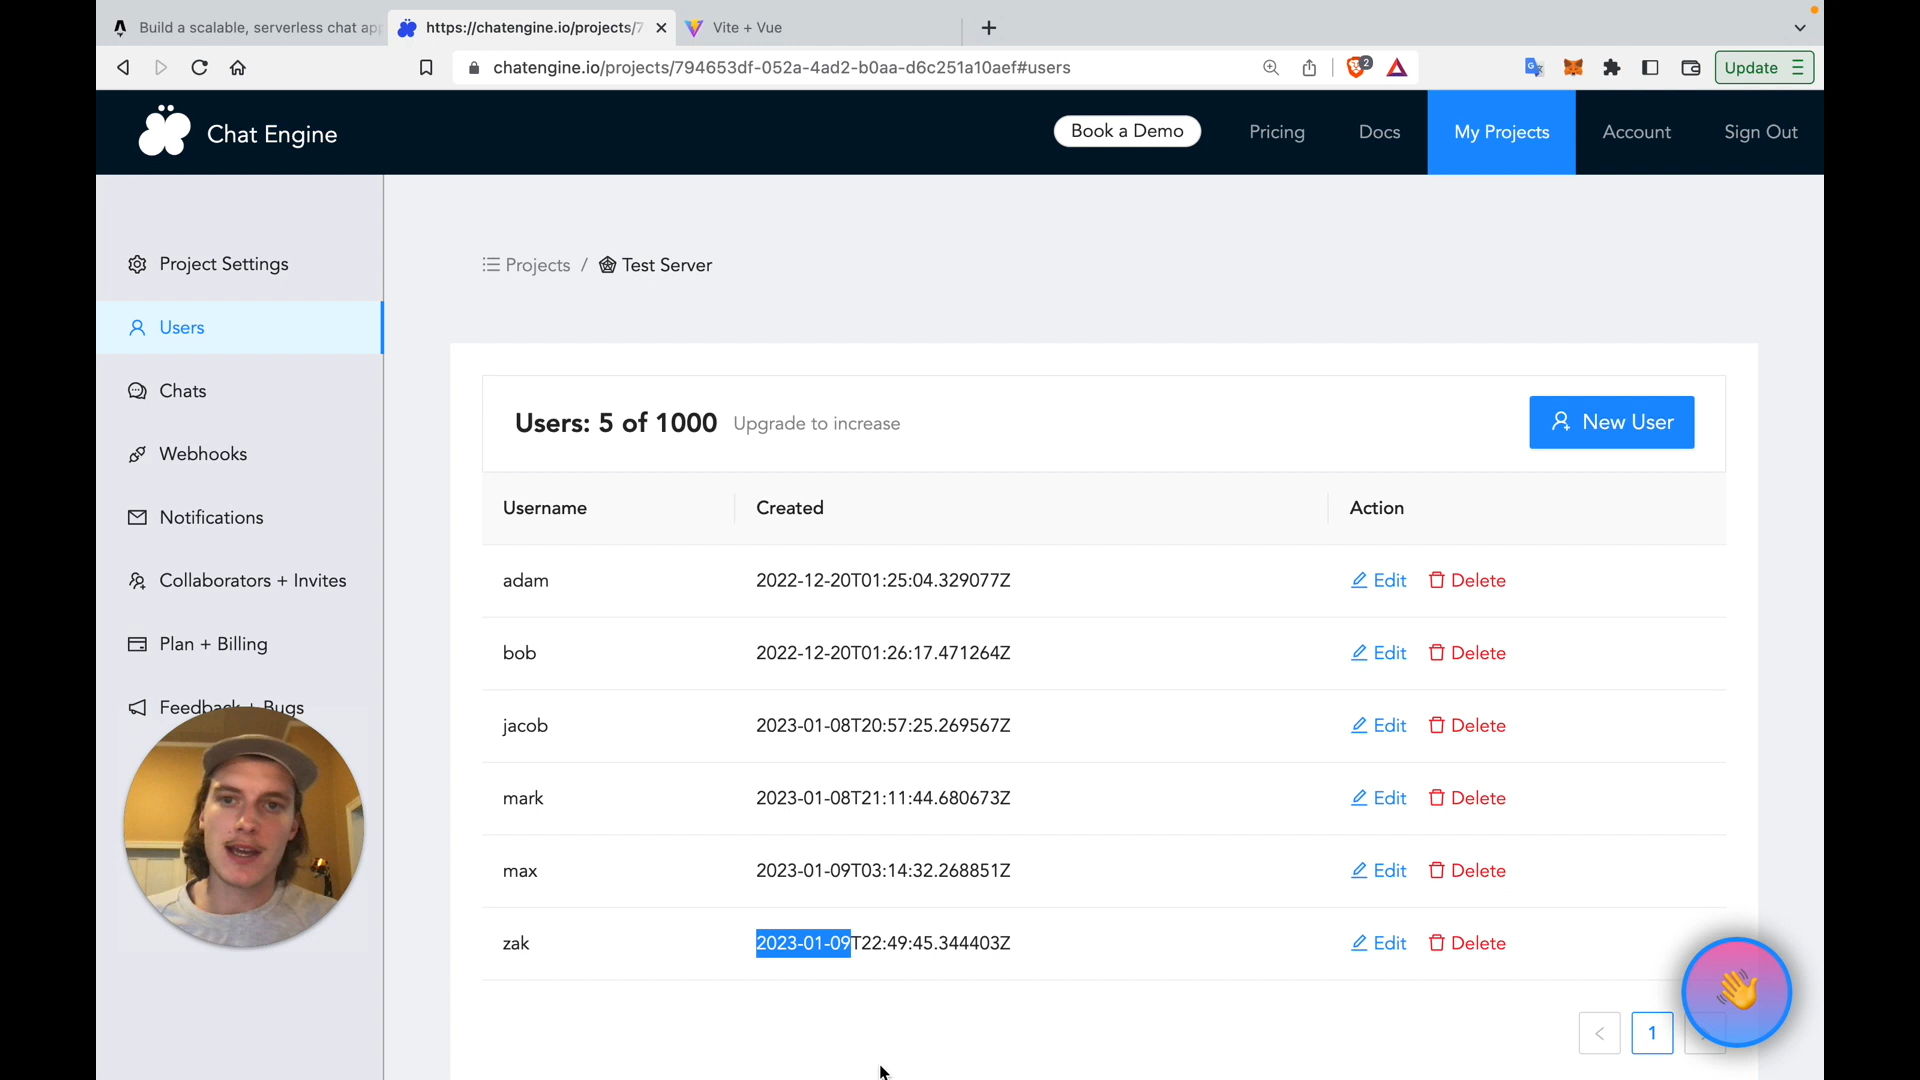 Build a scalable, serverless chat app
https://chatengine.io/projects/7
Vite + Vue
chatengine.io/projects/794653df-052a-4ad2-b0aa-d6c251a10aef#users
2
Update
Chat Engine
Book a Demo
Pricing
Docs
My Projects
Account
Sign Out
Project Settings
Users
Chats
Webhooks
Notifications
Collaborators + Invites
Plan + Billing
Feedback + Bugs
Projects / Test Server
Users: 5 of 1000 Upgrade to increase
New User
Username Created Action
adam 2022-12-20T01:25:04.329077Z Edit Delete
bob 2022-12-20T01:26:17.471264Z Edit Delete
jacob 2023-01-08T20:57:25.269567Z Edit Delete
mark 2023-01-08T21:11:44.680673Z Edit Delete
max 2023-01-09T03:14:32.268851Z Edit Delete
zak 2023-01-09T22:49:45.344403Z Edit Delete
< 1